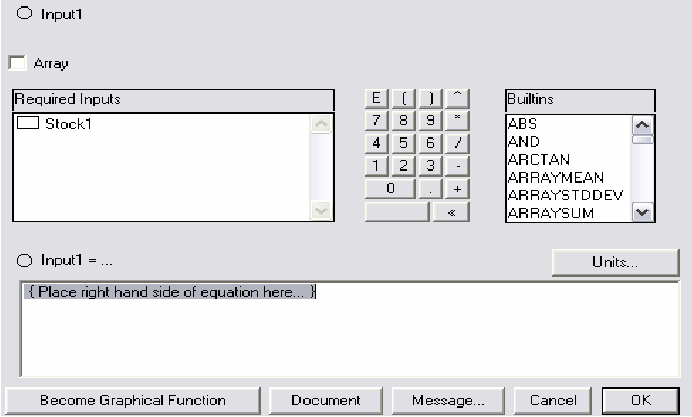 Input1
Array
Required Inputs
Stock1
E ( ) ^
7 8 9 *
4 5 6 /
1 2 3 -
0 . +
«
Builtins
ABS
AND
ARCTAN
ARRAYMEAN
ARRAYSTDDEV
ARRAYSUM
Input1 = ...
Units...
{ Place right hand side of equation here... }
Become Graphical Function
Document
Message...
Cancel
OK